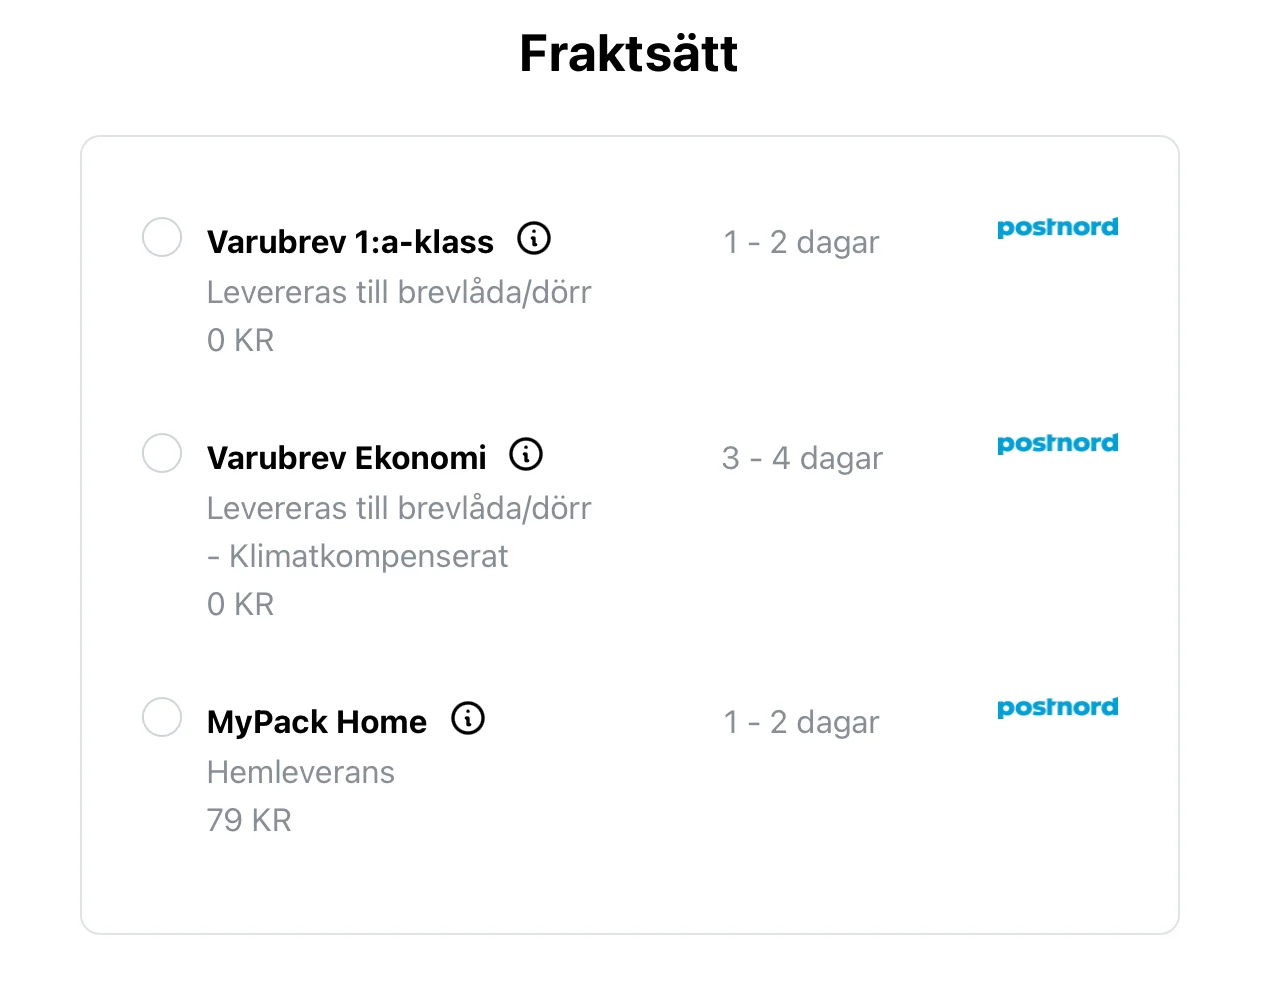 Fraktsätt
Varubrev 1:a-klass
1 - 2 dagar
postnord
Levereras till brevlåda/dörr
0 KR
Varubrev Ekonomi
3 - 4 dagar
postnord
Levereras till brevlåda/dörr
- Klimatkompenserat
0 KR
MyPack Home
1 - 2 dagar
postnord
Hemleverans
79 KR